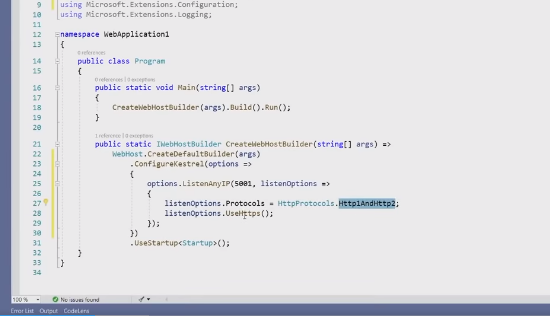 9 using Microsoft.Extensions.Configuration;
10 using Microsoft.Extensions.Logging;
11
12 namespace WebApplication1
13 {
0 references
14 public class Program
15 {
0 references | 0 exceptions
16 public static void Main(string[] args)
17 {
18 CreateWebHostBuilder(args).Build().Run();
19 }
20
1 reference | 0 exceptions
21 public static IWebHostBuilder CreateWebHostBuilder(string[] args) =>
22 WebHost.CreateDefaultBuilder(args)
23 .ConfigureKestrel(options =>
24 {
25 options.ListenAnyIP(5001, listenOptions =>
26 {
27 listenOptions.Protocols = HttpProtocols.Http1AndHttp2;
28 listenOptions.UseHttps();
29 });
30 })
31 .UseStartup<Startup>();
32 }
33 }
34
100 % No issues found
Error List Output CodeLens